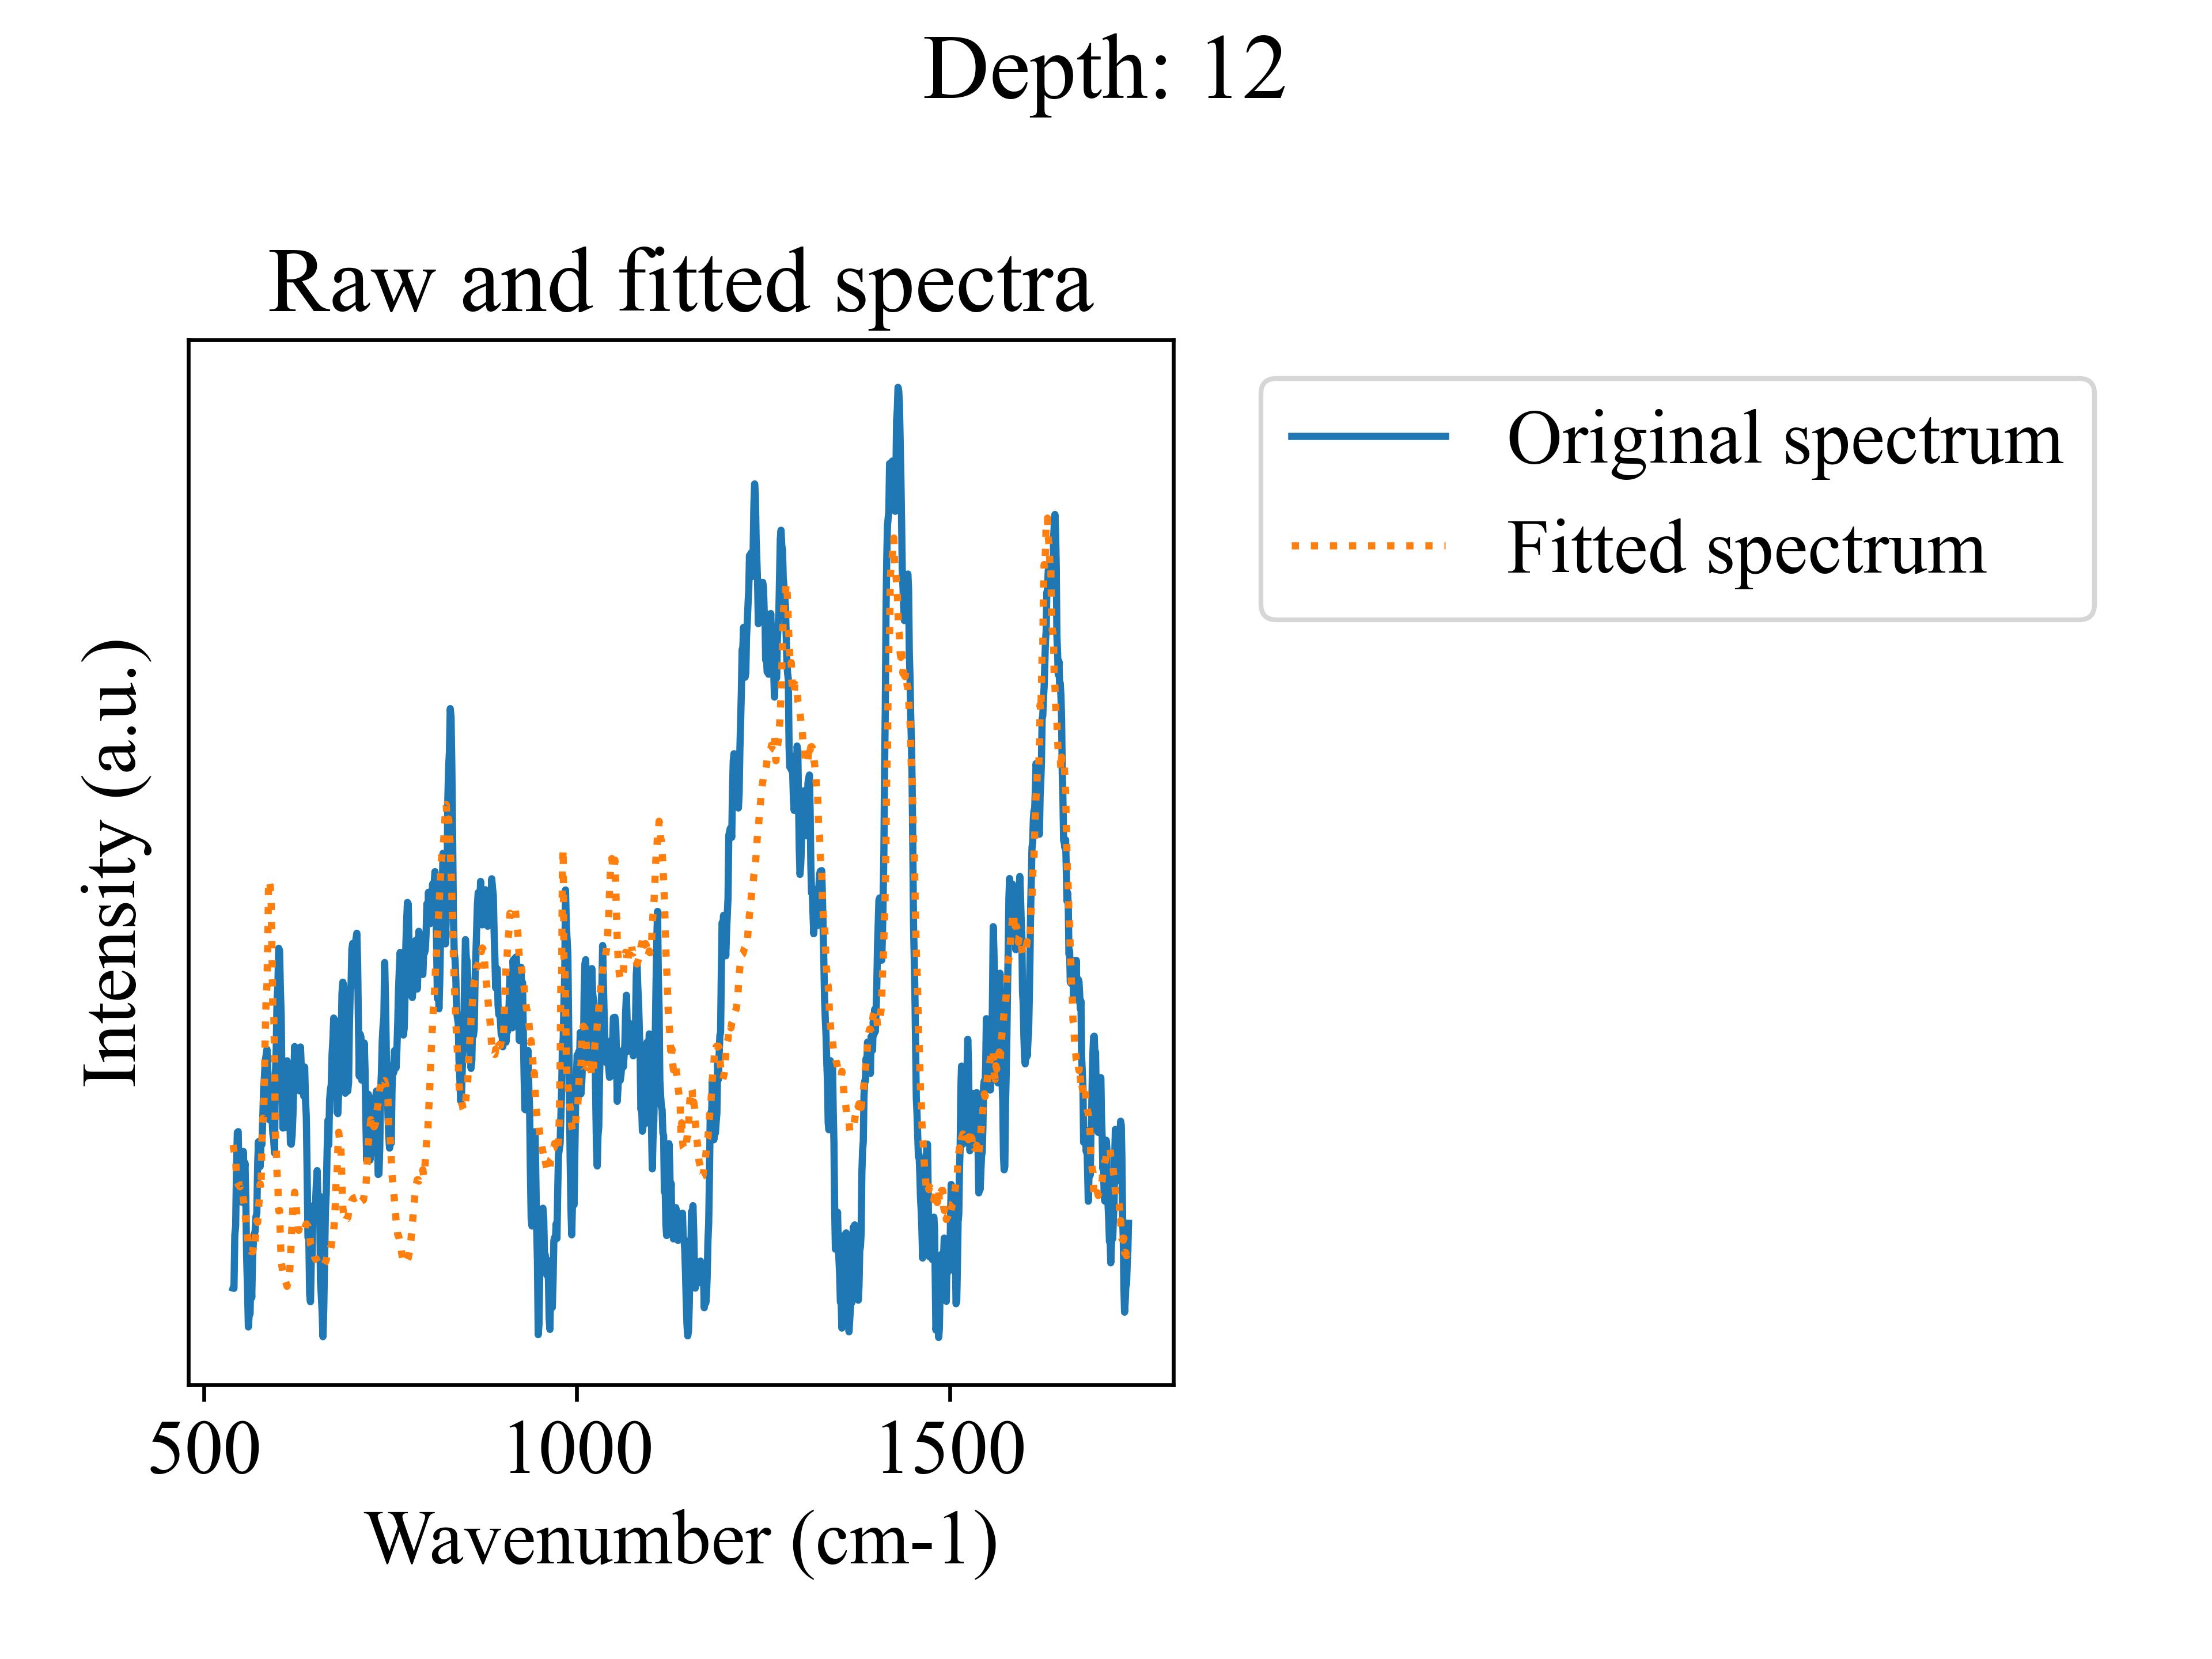 Depth: 12
Raw and fitted spectra
Original spectrum
Fitted spectrum
Intensity (a.u.)
500 1000 1500
Wavenumber (cm-1)